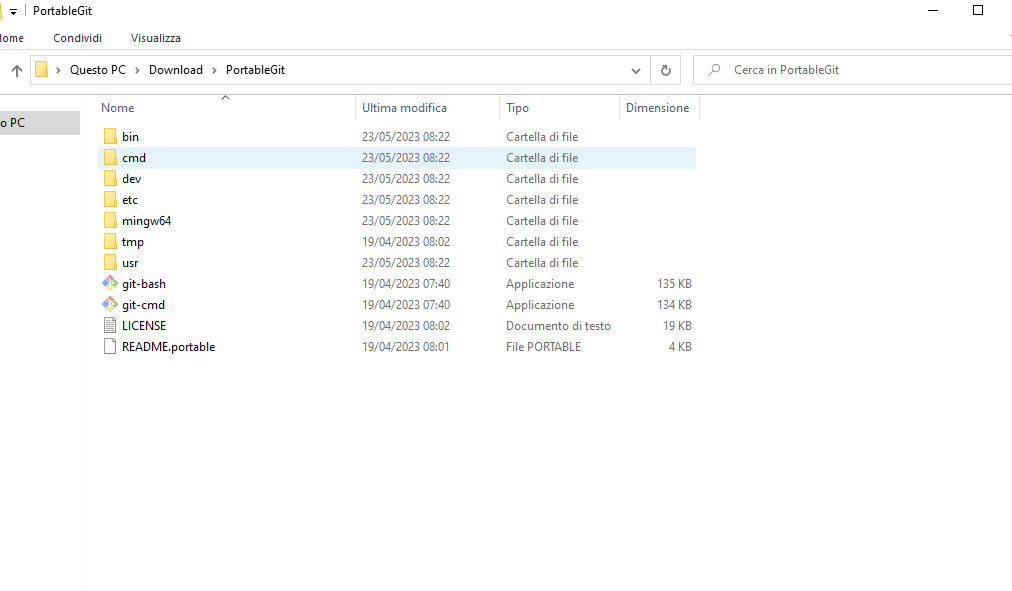 PortableGit
Home Condividi Visualizza
Questo PC Download PortableGit Cerca in PortableGit
o PC
Nome Ultima modifica Tipo Dimensione
bin 23/05/2023 08:22 Cartella di file
cmd 23/05/2023 08:22 Cartella di file
dev 23/05/2023 08:22 Cartella di file
etc 23/05/2023 08:22 Cartella di file
mingw64 23/05/2023 08:22 Cartella di file
tmp 19/04/2023 08:02 Cartella di file
usr 23/05/2023 08:22 Cartella di file
git-bash 19/04/2023 07:40 Applicazione 135 KB
git-cmd 19/04/2023 07:40 Applicazione 134 KB
LICENSE 19/04/2023 08:02 Documento di testo 19 KB
README.portable 19/04/2023 08:01 File PORTABLE 4 KB